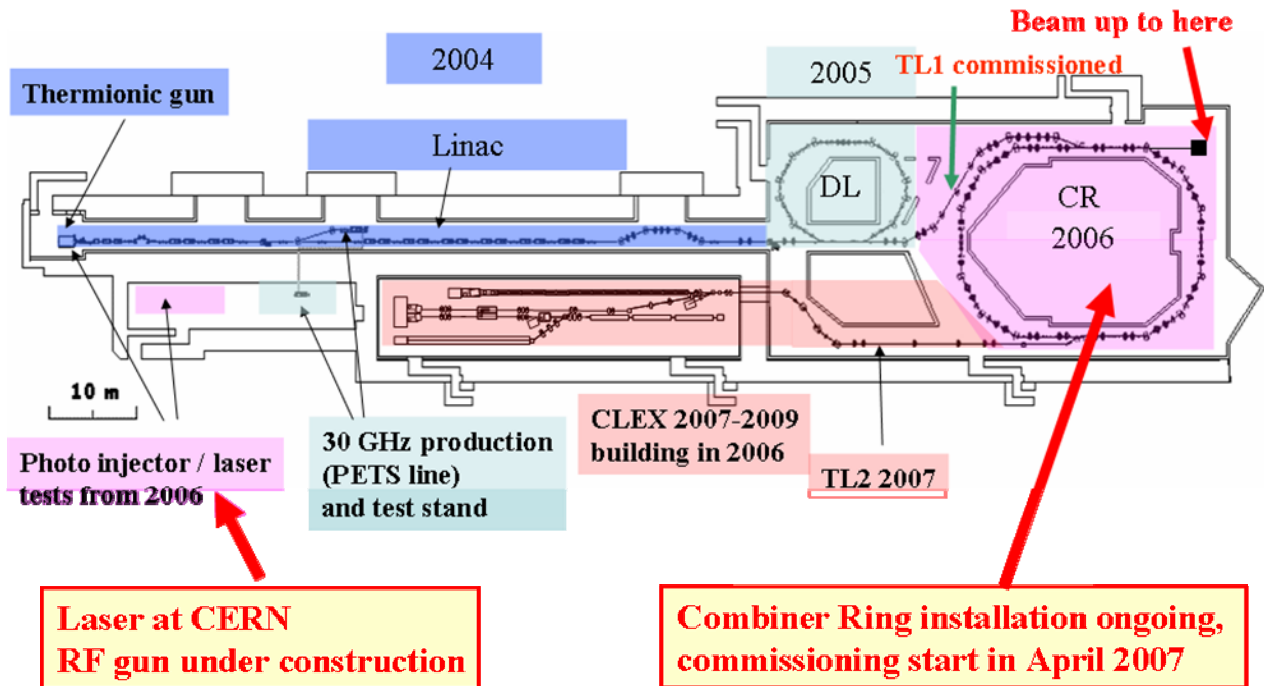 Beam up to here
2004
2005
TL1 commissioned
Thermionic gun
Linac
DL
CR
2006
10 m
CLEX 2007-2009
building in 2006
30 GHz production
(PETS line)
and test stand
Photo injector / laser
tests from 2006
TL2 2007
Laser at CERN
RF gun under construction
Combiner Ring installation ongoing,
commissioning start in April 2007